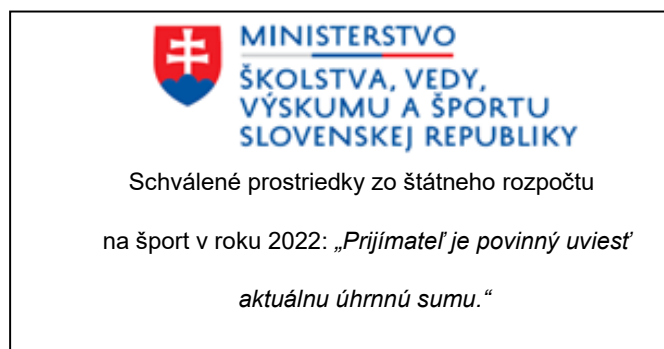 MINISTERSTVO
ŠKOLSTVA, VEDY,
VÝSKUMU A ŠPORTU
SLOVENSKEJ REPUBLIKY
Schválené prostriedky zo štátneho rozpočtu
na šport v roku 2022: „Prijímateľ je povinný uviesť
aktuálnu úhrnnú sumu.“